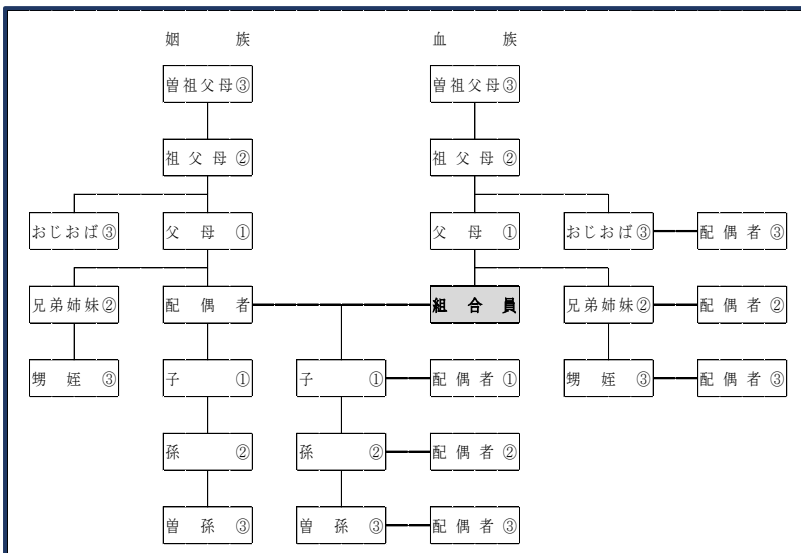 姻族 血族
曽祖父母③ 曽祖父母③
祖父母② 祖父母②
おじおば③ 父母① 父母① おじおば③ 配偶者③
兄弟姉妹② 配偶者 組合員 兄弟姉妹② 配偶者②
甥姪③ 子① 子① 配偶者① 甥姪③ 配偶者③
孫② 孫② 配偶者②
曽孫③ 曽孫③ 配偶者③